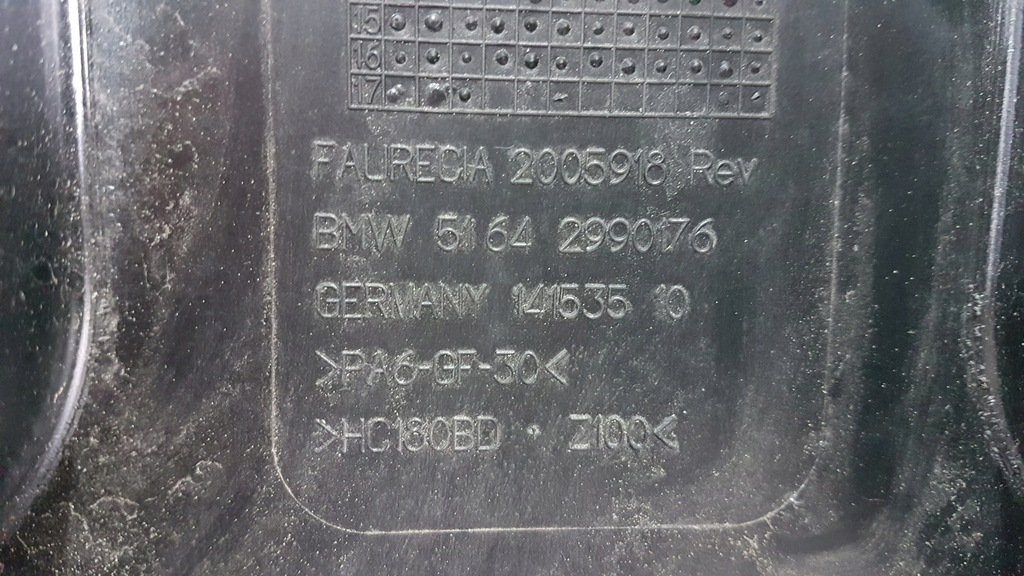 15
16
17
FAURECIA 2005918 Rev
BMW 51 64 2990176
GERMANY 141535 10
>PA6-GF-30<
>HC180BD · Z100<